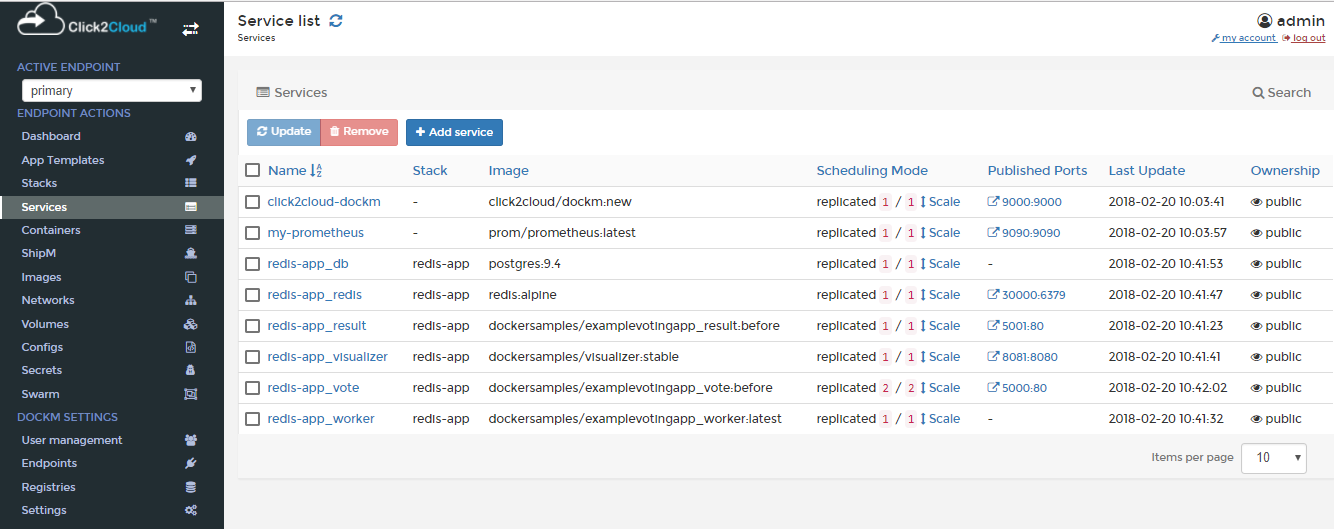 Click2Cloud™
ACTIVE ENDPOINT
primary
ENDPOINT ACTIONS
Dashboard
App Templates
Stacks
Services
Containers
ShipM
Images
Networks
Volumes
Configs
Secrets
Swarm
DOCKM SETTINGS
User management
Endpoints
Registries
Settings
Service list
Services
admin
my account log out
Services Search
Update Remove Add service
Name Stack Image Scheduling Mode Published Ports Last Update Ownership
click2cloud-dockm - click2cloud/dockm:new replicated 1 / 1 Scale 9000:9000 2018-02-20 10:03:41 public
my-prometheus - prom/prometheus:latest replicated 1 / 1 Scale 9090:9090 2018-02-20 10:03:57 public
redis-app_db redis-app postgres:9.4 replicated 1 / 1 Scale - 2018-02-20 10:41:53 public
redis-app_redis redis-app redis:alpine replicated 1 / 1 Scale 30000:6379 2018-02-20 10:41:47 public
redis-app_result redis-app dockersamples/examplevotingapp_result:before replicated 1 / 1 Scale 5001:80 2018-02-20 10:41:23 public
redis-app_visualizer redis-app dockersamples/visualizer:stable replicated 1 / 1 Scale 8081:8080 2018-02-20 10:41:41 public
redis-app_vote redis-app dockersamples/examplevotingapp_vote:before replicated 2 / 2 Scale 5000:80 2018-02-20 10:42:02 public
redis-app_worker redis-app dockersamples/examplevotingapp_worker:latest replicated 1 / 1 Scale - 2018-02-20 10:41:32 public
Items per page 10